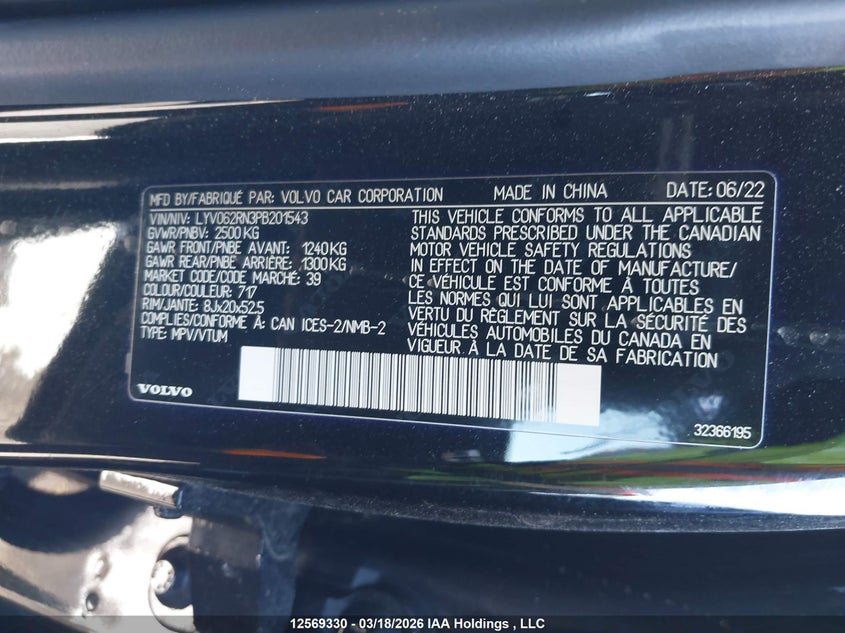 MFD BY/FABRIQUÉ PAR: VOLVO CAR CORPORATION MADE IN CHINA DATE: 06/22
VIN/NIV: LYV062RN3PB201543
GVWR/PNBV: 2500 KG
GAWR FRONT/PNBE AVANT: 1240 KG
GAWR REAR/PNBE ARRIÈRE: 1300 KG
MARKET CODE/CODE MARCHÉ: 39
COLOUR/COULEUR: 717
RIM/JANTE: 8Jx20x52.5
COMPLIES/CONFORME À: CAN ICES-2/NMB-2
TYPE: MPV/VTUM
THIS VEHICLE CONFORMS TO ALL APPLICABLE
STANDARDS PRESCRIBED UNDER THE CANADIAN
MOTOR VEHICLE SAFETY REGULATIONS
IN EFFECT ON THE DATE OF MANUFACTURE/
CE VÉHICULE EST CONFORME À TOUTES
LES NORMES QUI LUI SONT APPLICABLES EN
VERTU DU RÈGLEMENT SUR LA SÉCURITÉ DES
VÉHICULES AUTOMOBILES DU CANADA EN
VIGUEUR À LA DATE DE SA FABRICATION
VOLVO
32366195
12569330 - 03/18/2026 IAA Holdings , LLC